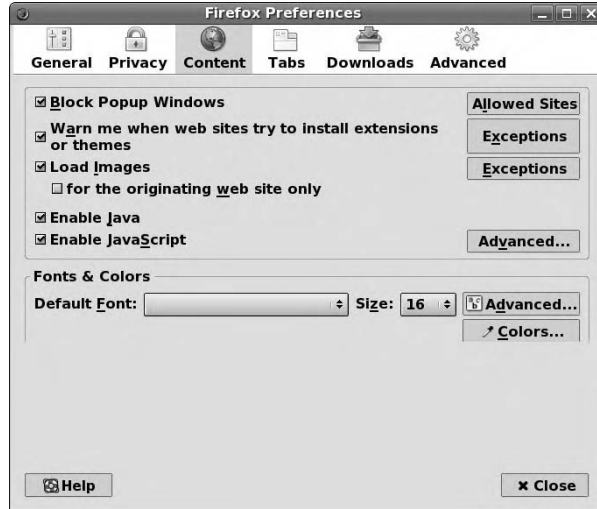 Firefox Preferences
General Privacy Content Tabs Downloads Advanced
Block Popup Windows Allowed Sites
Warn me when web sites try to install extensions
or themes
Exceptions
Load Images Exceptions
for the originating web site only
Enable Java
Enable JavaScript Advanced...
Fonts & Colors
Default Font: Size: 16 Advanced...
Colors...
Help Close